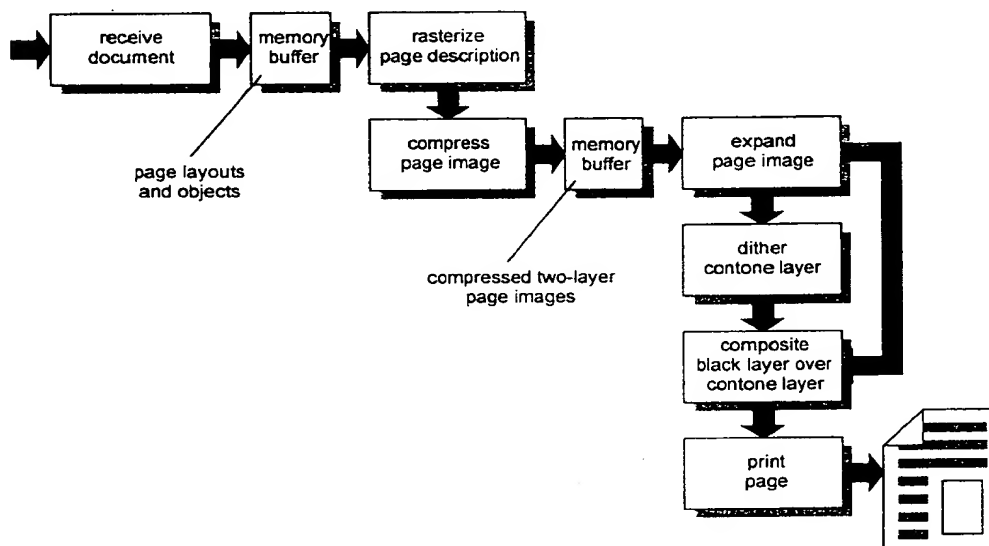 receive
document
memory
buffer
rasterize
page description
page layouts
and objects
compress
page image
memory
buffer
expand
page image
compressed two-layer
page images
dither
contone layer
composite
black layer over
contone layer
print
page